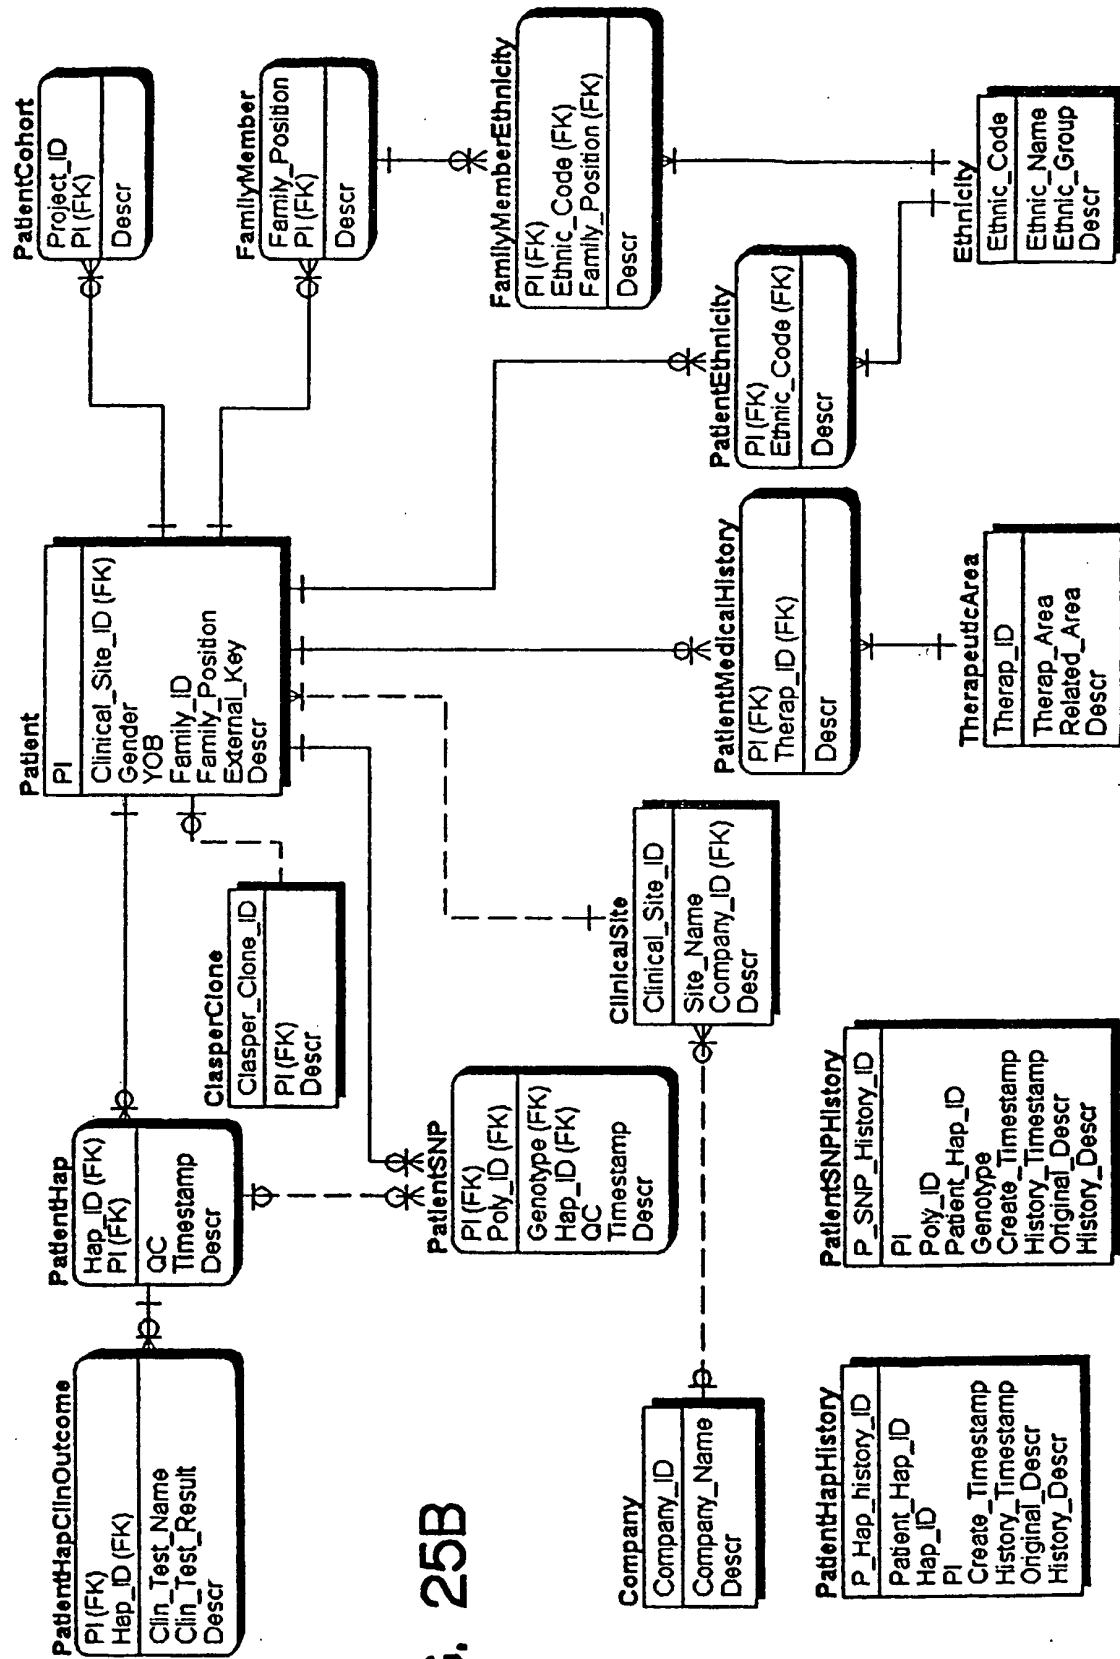 PatientHapClinOutcome
PI (FK)
Hap_ID (FK)
Clin_Test_Name
Clin_Test_Result
Descr
PatientHap
Hap_ID (FK)
PI (FK)
QC
Timestamp
Descr
Patient
PI
Clinical_Site_ID (FK)
Gender
YOB
Family_ID
Family_Position
External_Key
Descr
PatientCohort
Project_ID
PI (FK)
Descr
FamilyMember
Family_Position
PI (FK)
Descr
ClasperClone
Clasper_Clone_ID
PI (FK)
Descr
PatientSNP
PI (FK)
Poly_ID (FK)
Genotype (FK)
Hap_ID (FK)
QC
Timestamp
Descr
FamilyMemberEthnicity
PI (FK)
Ethnic_Code (FK)
Family_Position (FK)
Descr
25B
Company
Company_ID
Company_Name
Descr
ClinicalSite
Clinical_Site_ID
Site_Name
Company_ID (FK)
Descr
PatientMedicalHistory
PI (FK)
Therap_ID (FK)
Descr
PatientEthnicity
PI (FK)
Ethnic_Code (FK)
Descr
PatientHapHistory
P_Hap_history_ID
Patient_Hap_ID
Hap_ID
PI
Create_Timestamp
History_Timestamp
Original_Descr
History_Descr
PatientSNPHistory
P_SNP_History_ID
PI
Poly_ID
Patient_Hap_ID
Genotype
Create_Timestamp
History_Timestamp
Original_Descr
History_Descr
TherapeuticArea
Therap_ID
Therap_Area
Related_Area
Descr
Ethnicity
Ethnic_Code
Ethnic_Name
Ethnic_Group
Descr